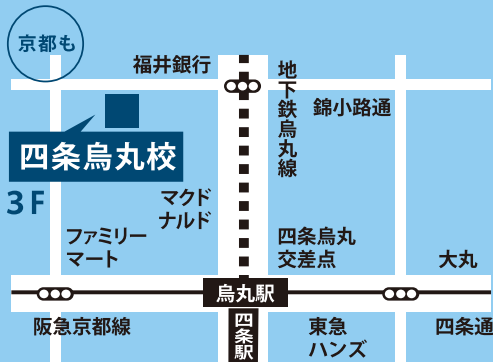 京都も
福井銀行
地下鉄烏丸線
錦小路通
四条烏丸校
3F
マクド
ナルド
ファミリー
マート
四条烏丸
交差点
大丸
烏丸駅
四条駅
阪急京都線
東急
ハンズ
四条通